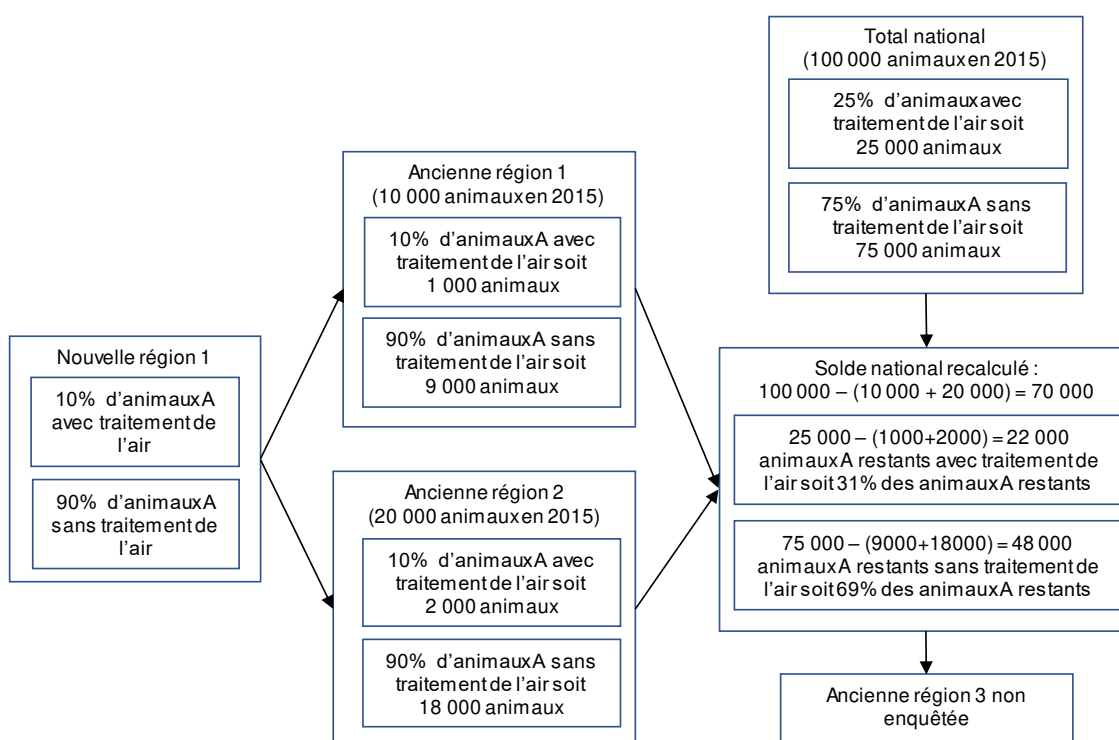 Nouvelle région 1
10% d'animaux A
avec traitement de
l'air
90% d'animaux A
sans traitement de
l'air
Ancienne région 1
(10 000 animaux en 2015)
10% d'animaux A avec
traitement de l'air soit
1 000 animaux
90% d'animaux A sans
traitement de l'air soit
9 000 animaux
Ancienne région 2
(20 000 animaux en 2015)
10% d'animaux A avec
traitement de l'air soit
2 000 animaux
90% d'animaux A sans
traitement de l'air soit
18 000 animaux
Total national
(100 000 animaux en 2015)
25% d'animaux avec
traitement de l'air soit
25 000 animaux
75% d'animaux A sans
traitement de l'air soit
75 000 animaux
Solde national recalculé :
100 000 – (10 000 + 20 000) = 70 000
25 000 – (1000+2000) = 22 000
animaux A restants avec traitement de
l'air soit 31% des animaux A restants
75 000 – (9000+18000) = 48 000
animaux A restants sans traitement de
l'air soit 69% des animaux A restants
Ancienne région 3 non
enquêtée